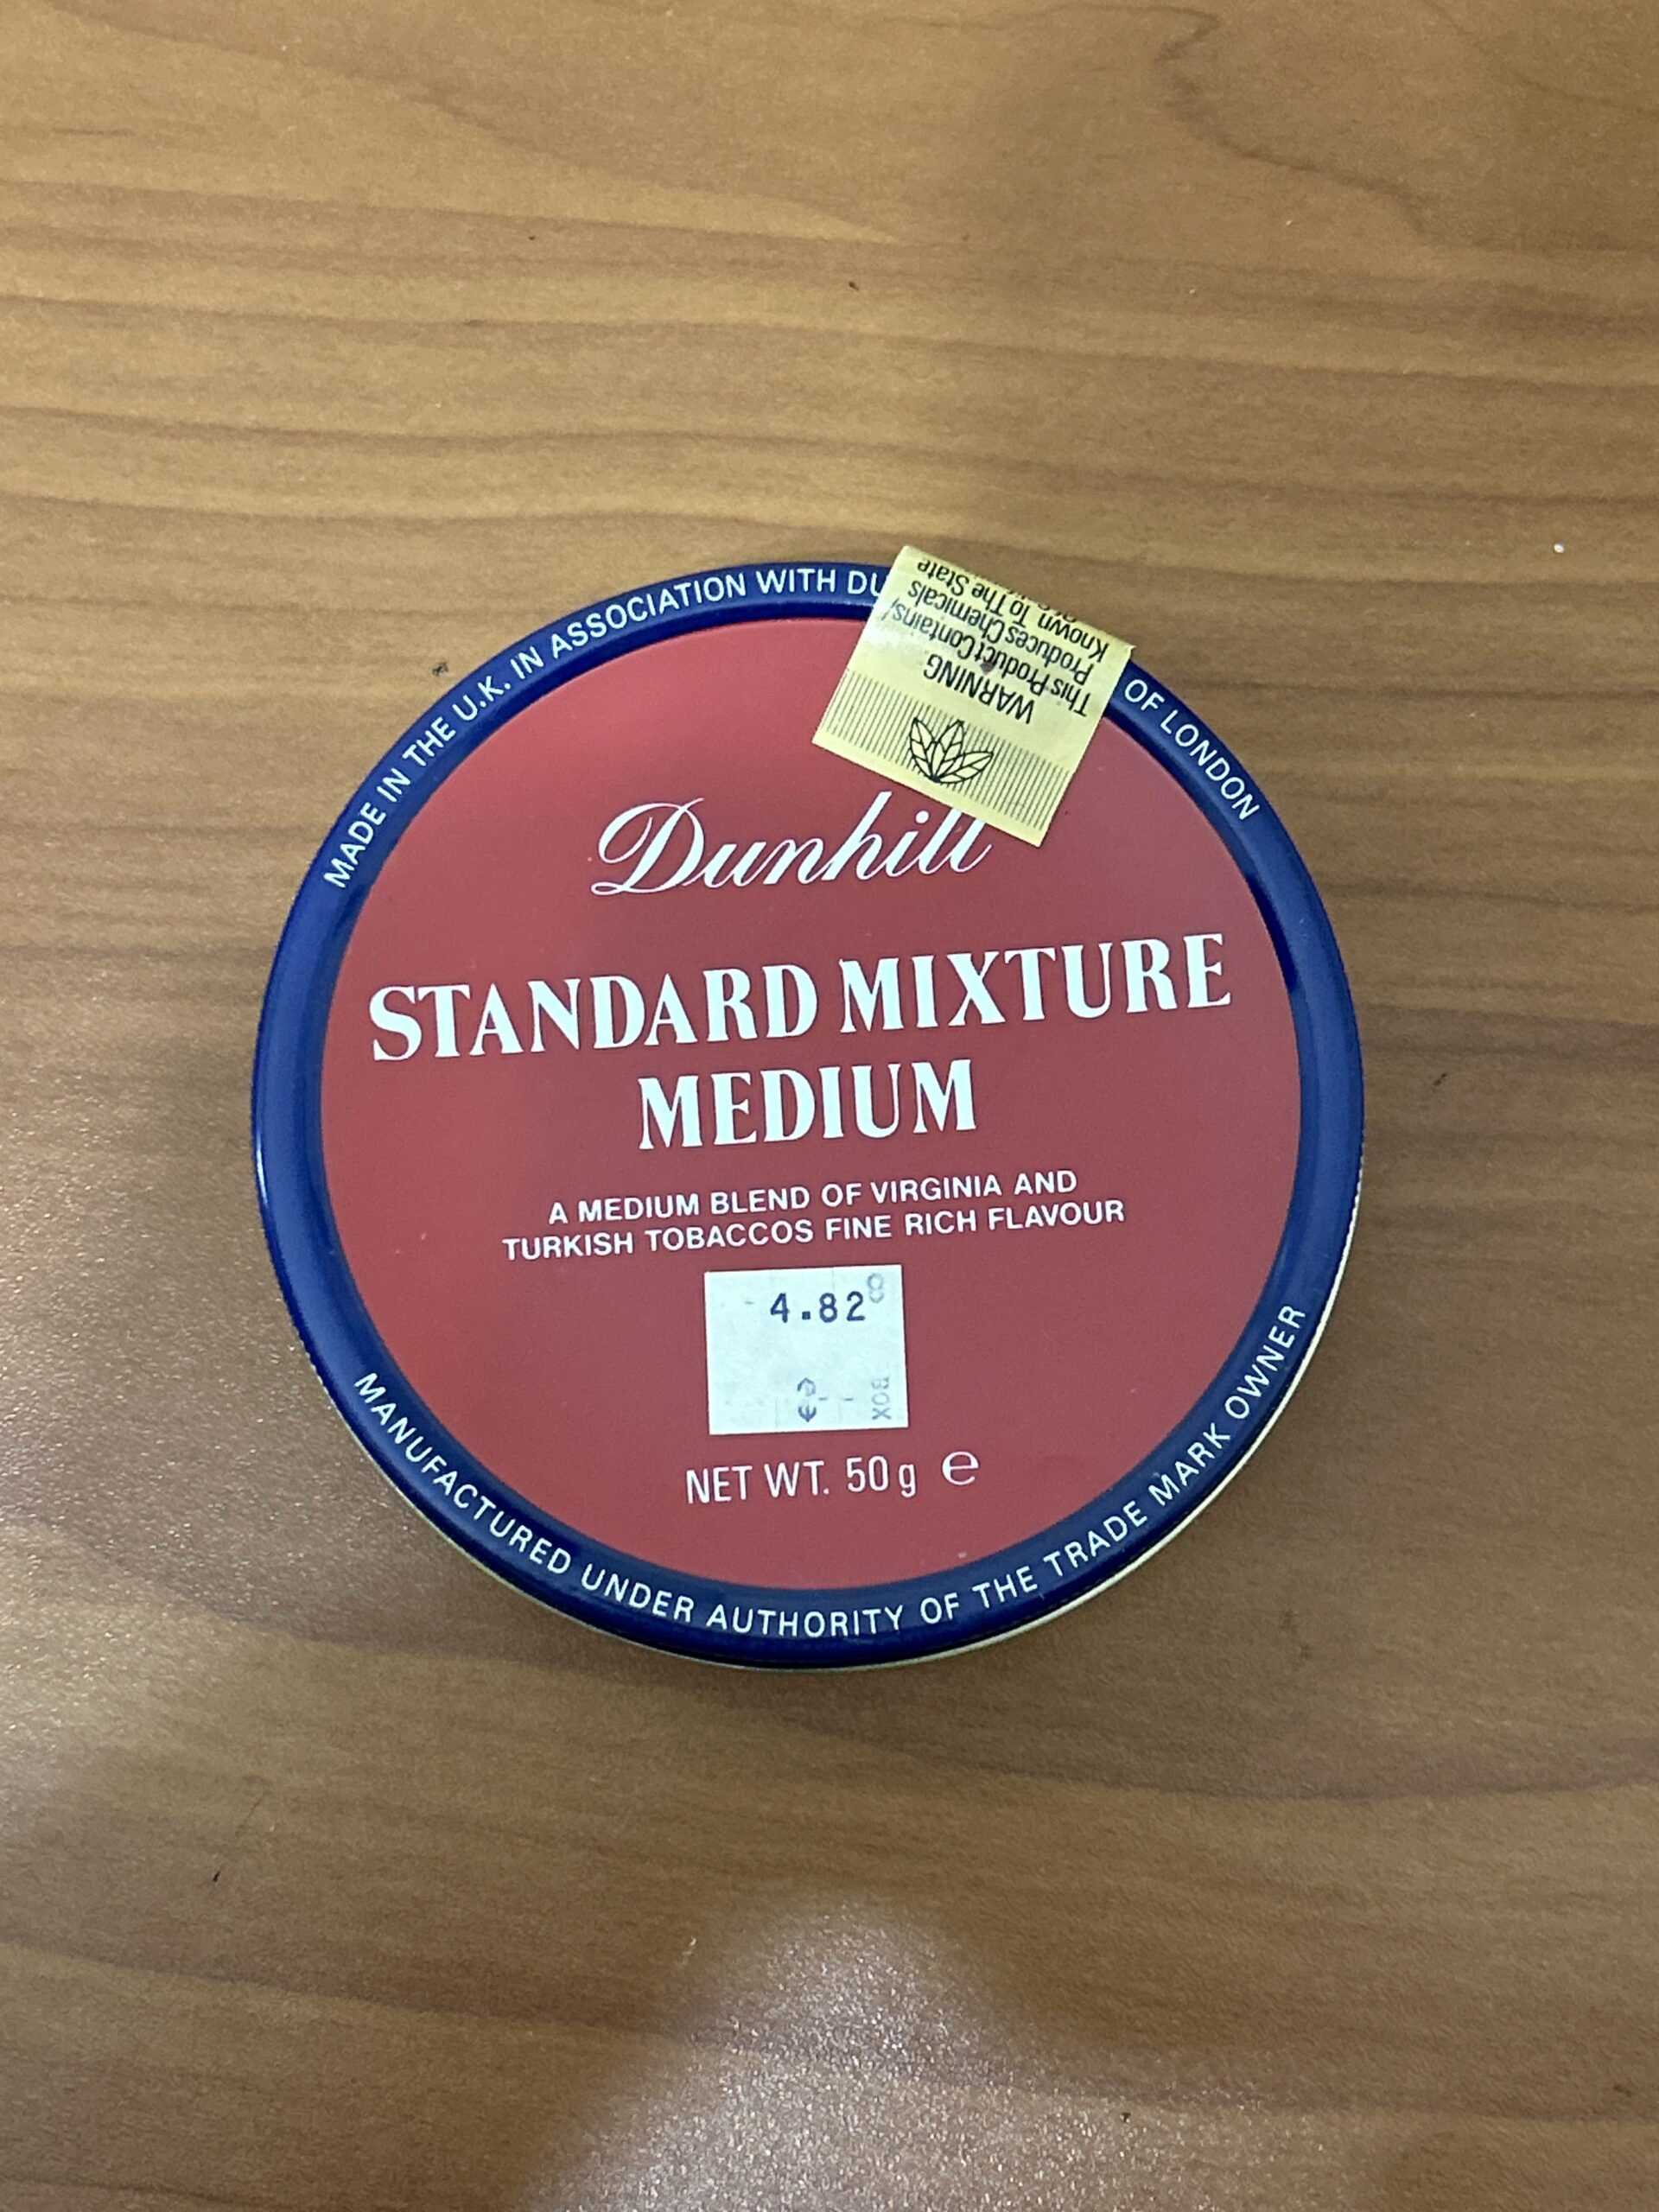 MADE IN THE U.K. IN ASSOCIATION WITH DU
OF LONDON
WARNING
This Product Contains/
Produces Chemicals
Known To The State
Dunhill
STANDARD MIXTURE
MEDIUM
A MEDIUM BLEND OF VIRGINIA AND
TURKISH TOBACCOS FINE RICH FLAVOUR
4.82
BOX
NET WT. 50 g ℮
MANUFACTURED UNDER AUTHORITY OF THE TRADE MARK OWNER